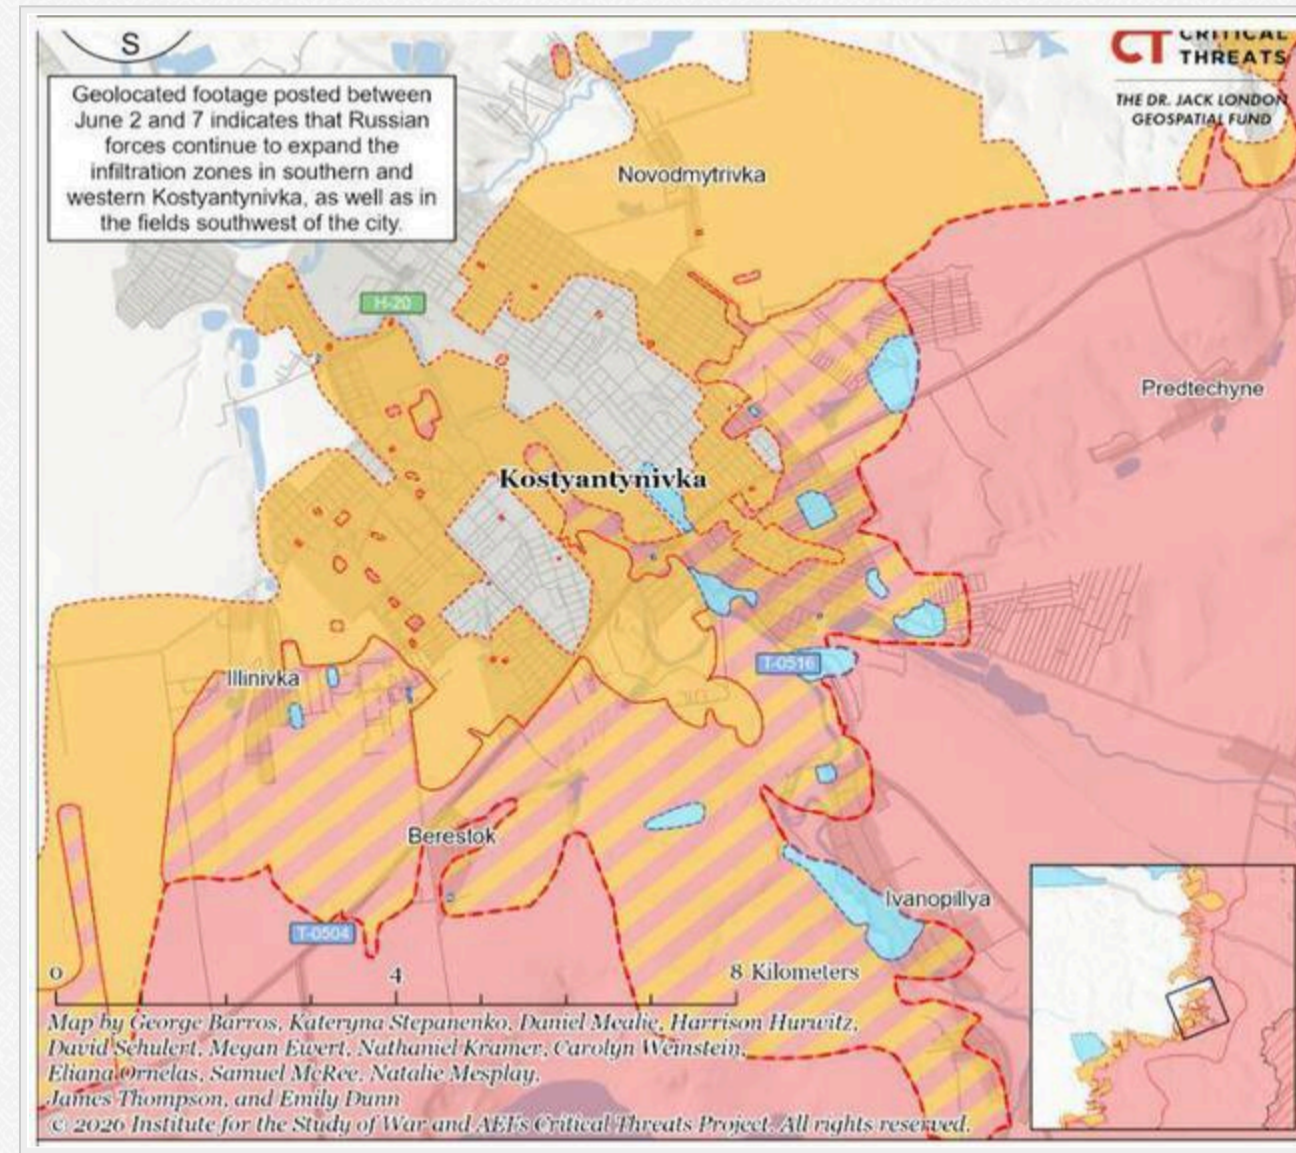 S
CRITICAL
CT THREATS
THE DR. JACK LONDON
GEOSPATIAL FUND
Geolocated footage posted between
June 2 and 7 indicates that Russian
forces continue to expand the
infiltration zones in southern and
western Kostyantynivka, as well as in
the fields southwest of the city.
Novodmytrivka
H-20
Predtechyne
Kostyantynivka
T-0516
Illinivka
Berestok
Ivanopillya
T-0504
0 4 8 Kilometers
Map by George Barros, Kateryna Stepanenko, Daniel Mealie, Harrison Hurwitz,
David Schulert, Megan Ewert, Nathaniel Kramer, Carolyn Weinstein,
Eliana Ornelas, Samuel McRee, Natalie Mesplay,
James Thompson, and Emily Dunn
© 2026 Institute for the Study of War and AEI's Critical Threats Project. All rights reserved.